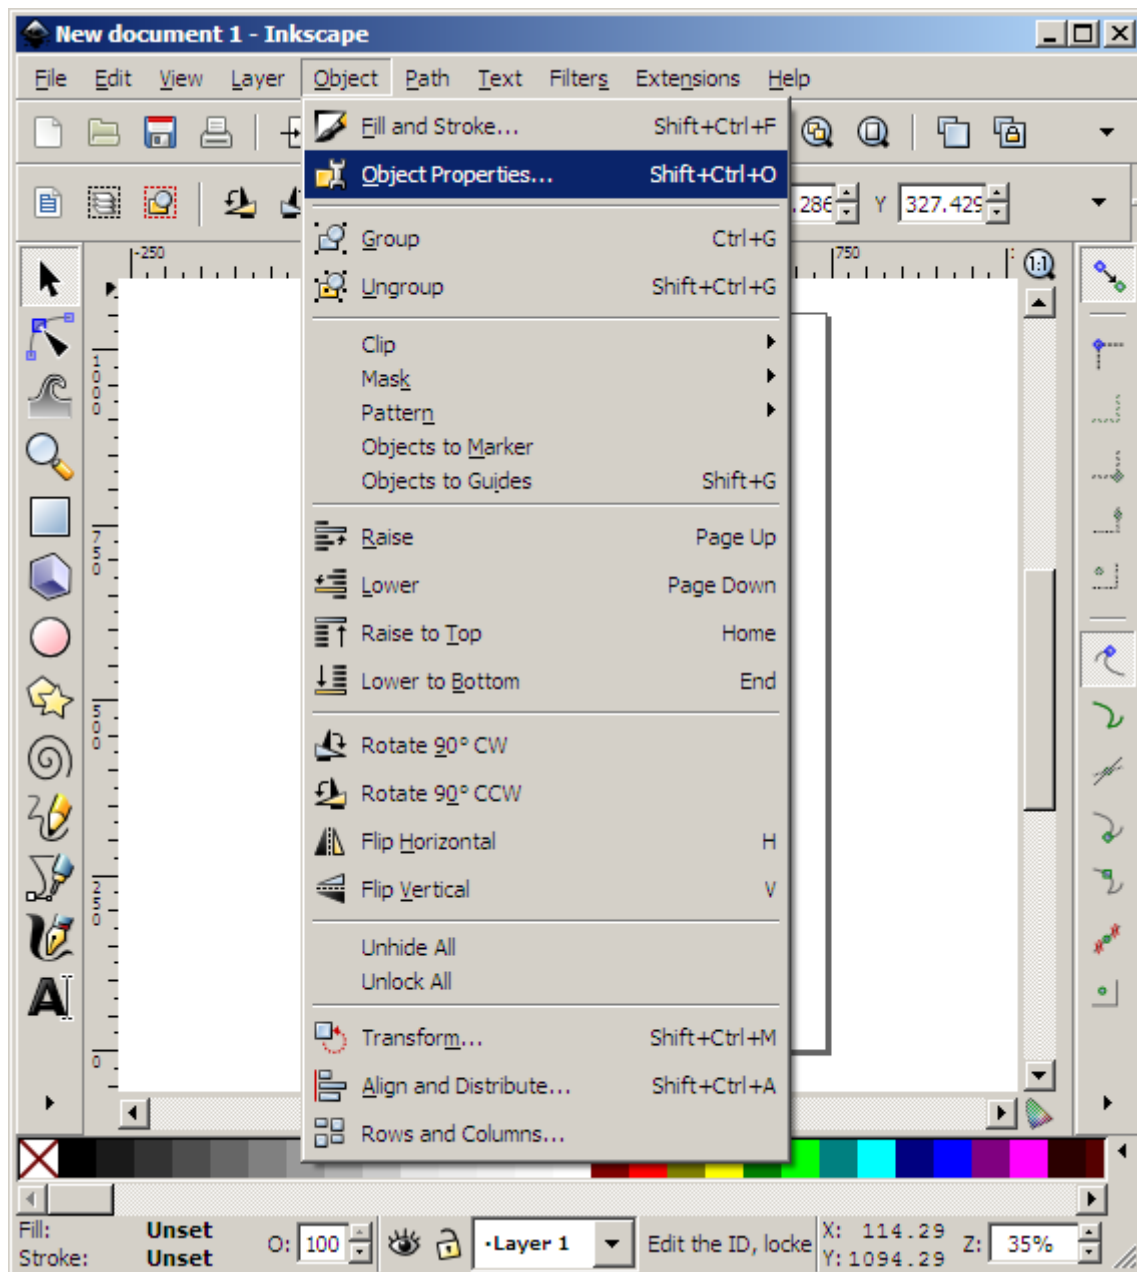 New document 1 - Inkscape
File Edit View Layer Object Path Text Filters Extensions Help
Fill and Stroke... Shift+Ctrl+F
Object Properties... Shift+Ctrl+O
.286 Y 327.429
Group Ctrl+G
-250 750 1:1
Ungroup Shift+Ctrl+G
Clip
1000
Mask
Pattern
Objects to Marker
Objects to Guides Shift+G
Raise Page Up
750
Lower Page Down
Raise to Top Home
Lower to Bottom End
500
Rotate 90° CW
Rotate 90° CCW
Flip Horizontal H
Flip Vertical V
250
Unhide All
Unlock All
A
Transform... Shift+Ctrl+M
0
Align and Distribute... Shift+Ctrl+A
Rows and Columns...
Fill: Unset
Stroke: Unset
O: 100 ·Layer 1 Edit the ID, locke X: 114.29 Z: 35%
Y: 1094.29